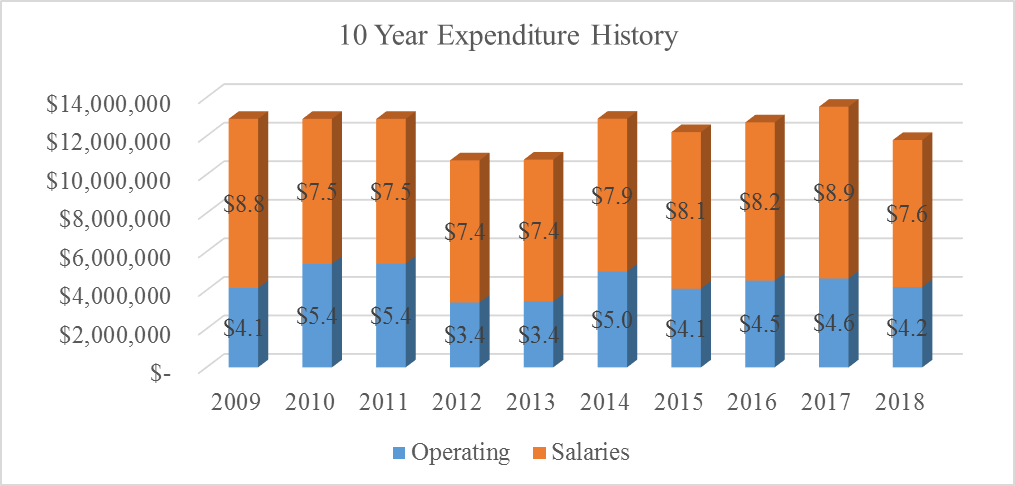 10 Year Expenditure History
$14,000,000
$12,000,000
$10,000,000
$8,000,000
$6,000,000
$4,000,000
$2,000,000
$-
$8.8 $7.5 $7.5 $7.4 $7.4 $7.9 $8.1 $8.2 $8.9 $7.6
$4.1 $5.4 $5.4 $3.4 $3.4 $5.0 $4.1 $4.5 $4.6 $4.2
2009 2010 2011 2012 2013 2014 2015 2016 2017 2018
Operating Salaries